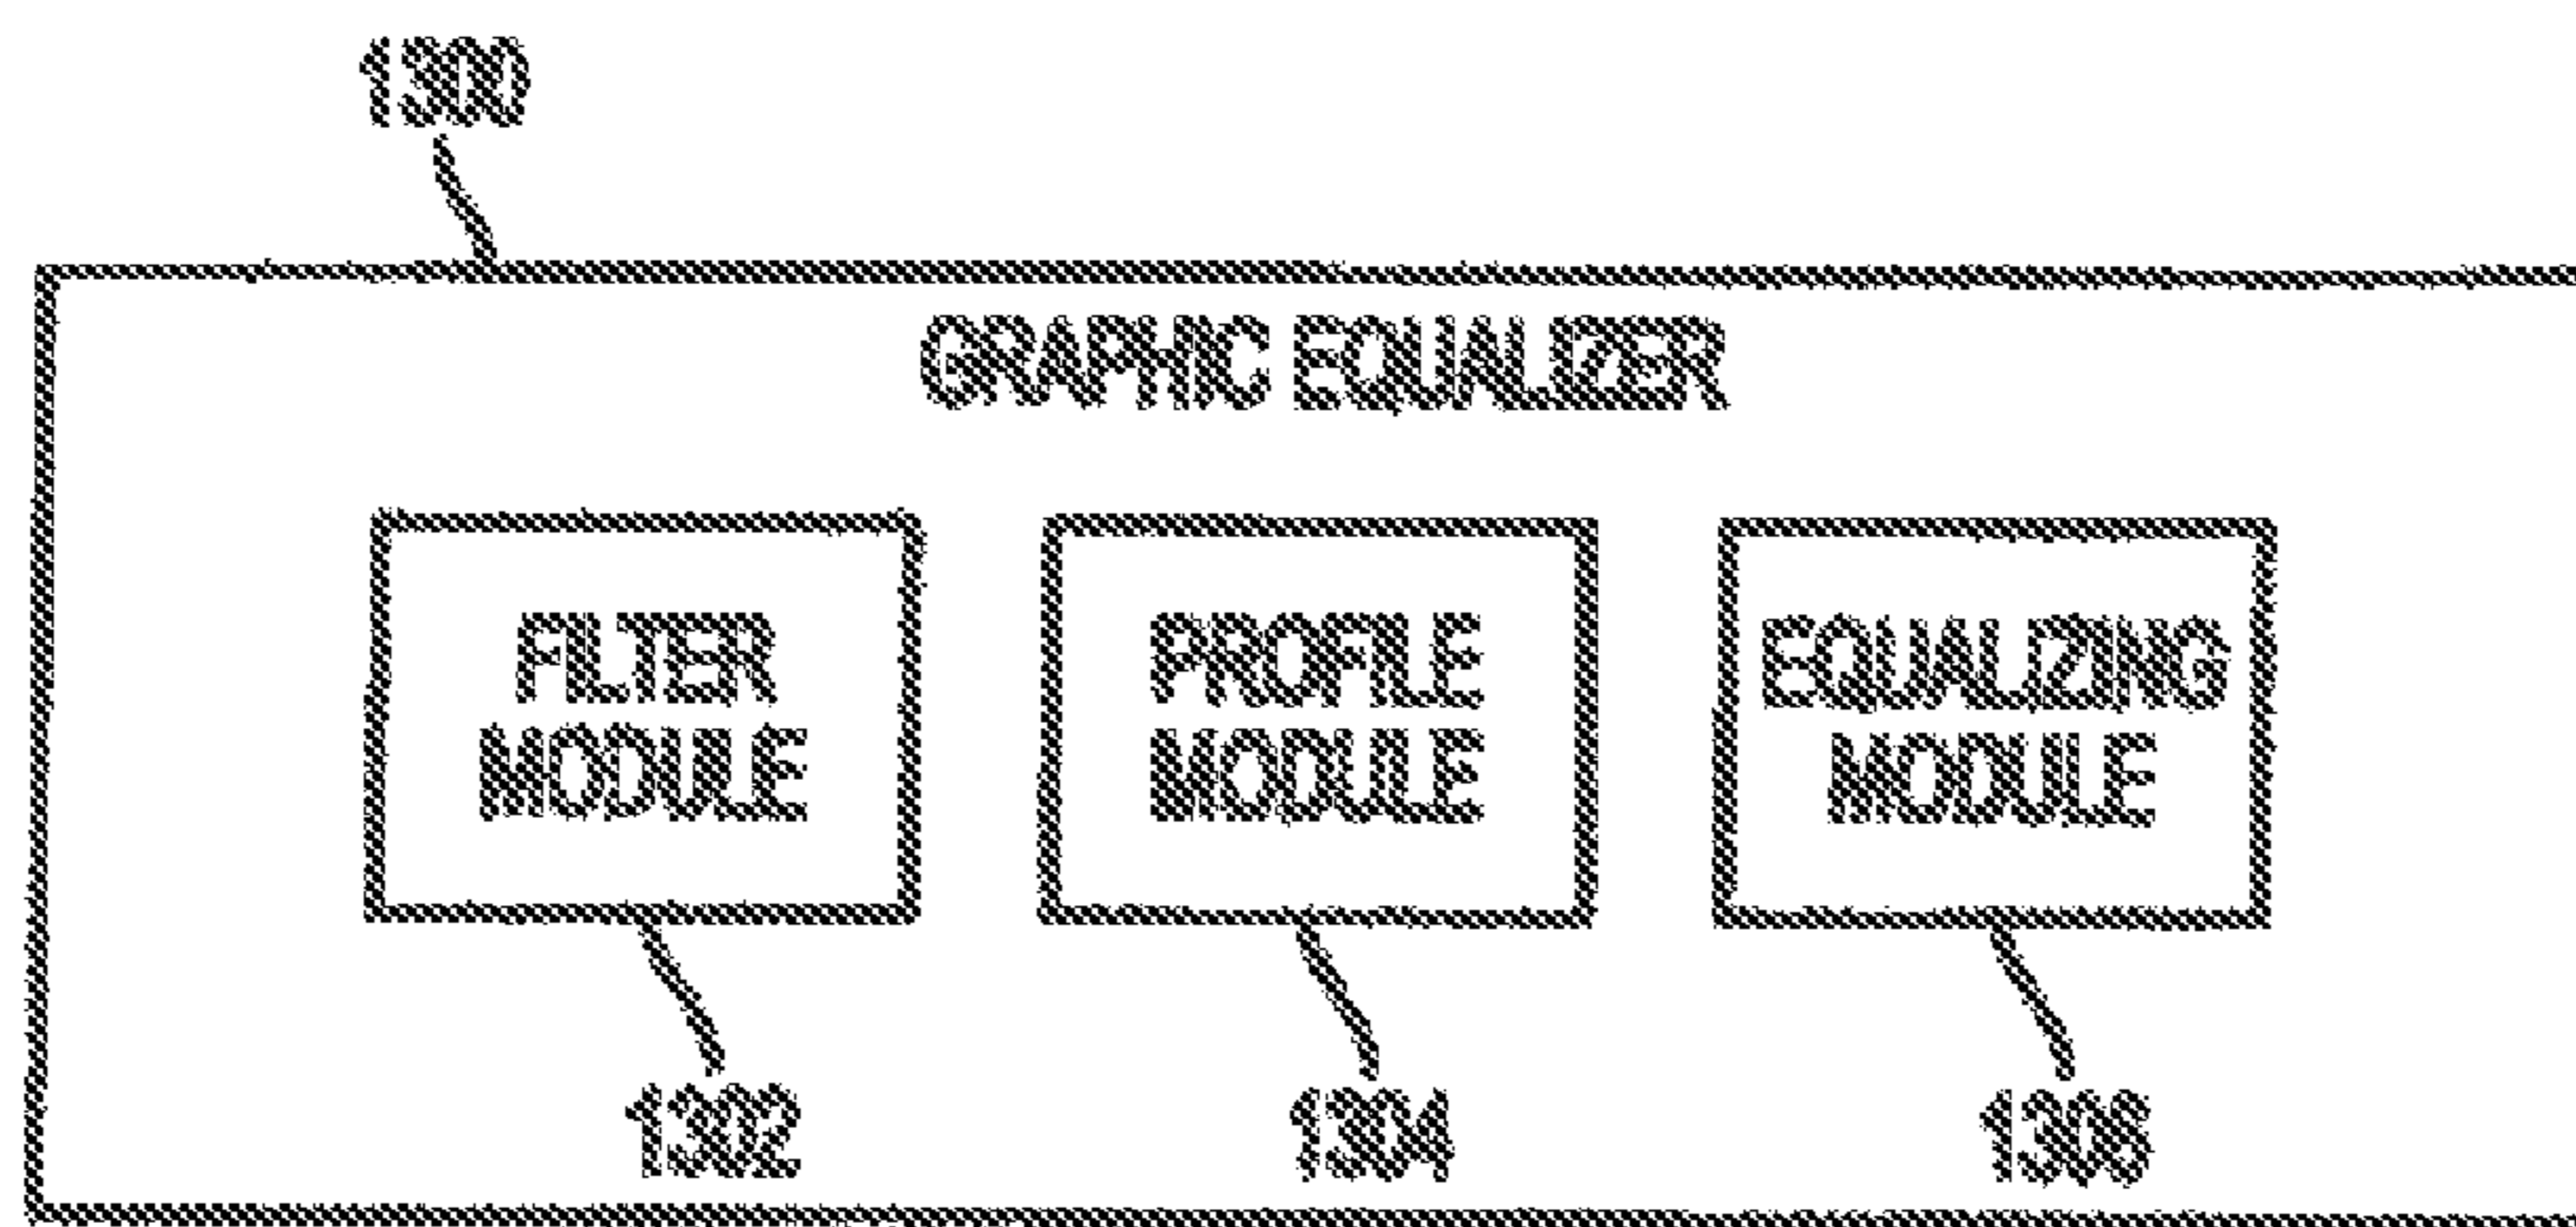 1300
GRAPHIC EQUALIZER
FILTER
MODULE
PROFILE
MODULE
EQUALIZING
MODULE
1302
1304
1306